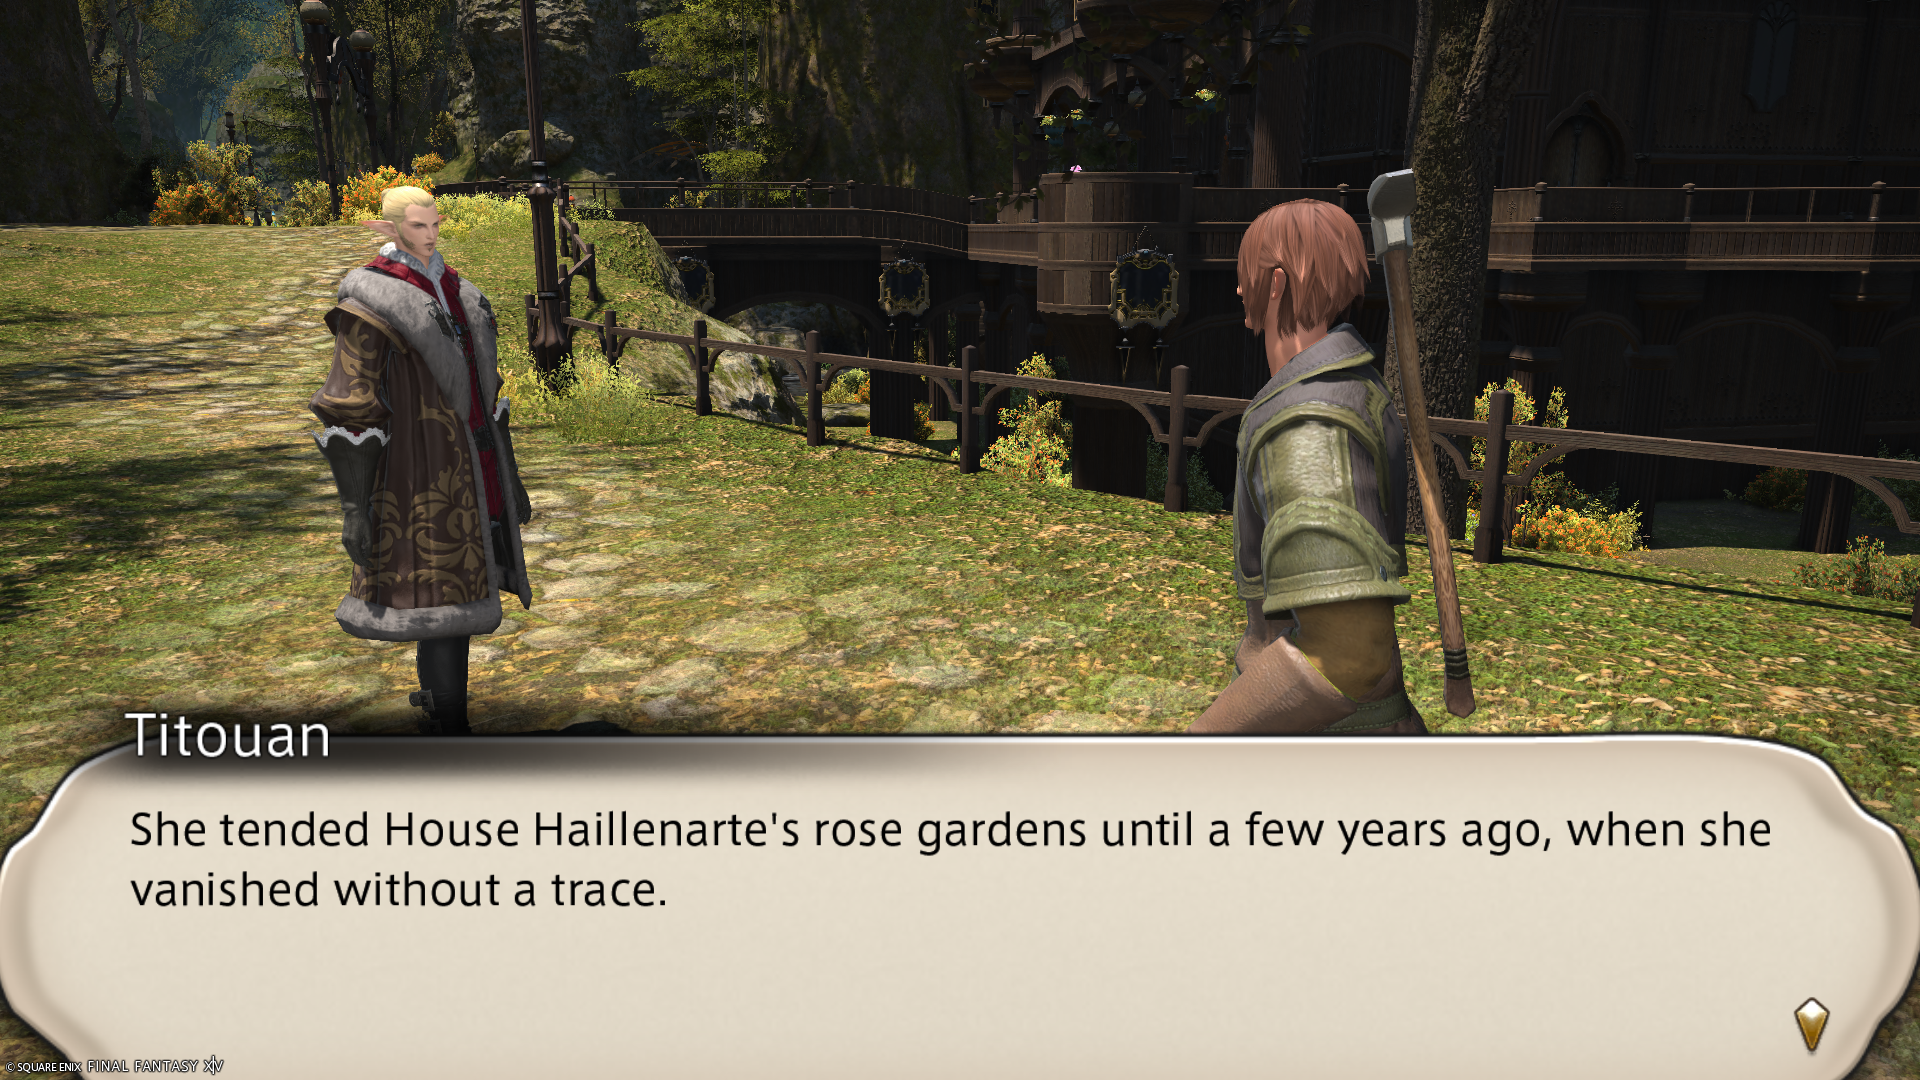 Titouan
She tended House Haillenarte's rose gardens until a few years ago, when she
vanished without a trace.
© SQUARE ENIX FINAL FANTASY XIV